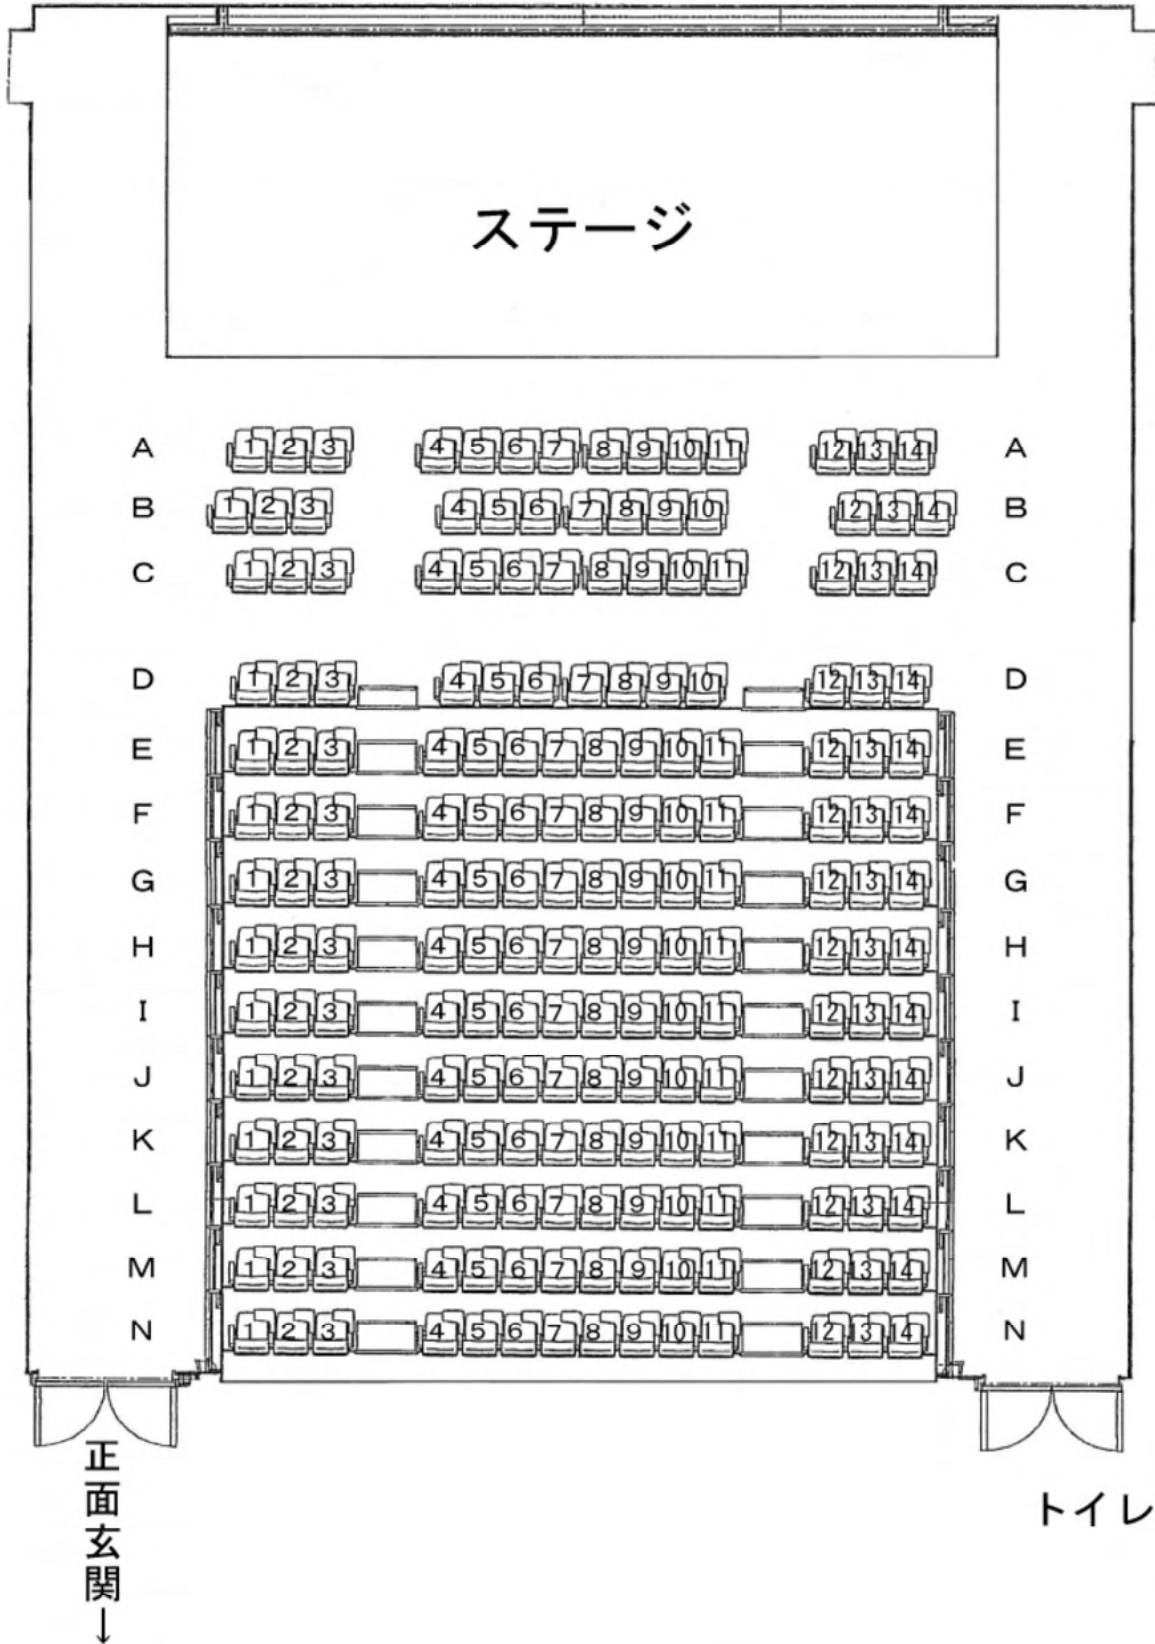 ステージ
A 1 2 3 4 5 6 7 8 9 10 11 12 13 14 A
B 1 2 3 4 5 6 7 8 9 10 12 13 14 B
C 1 2 3 4 5 6 7 8 9 10 11 12 13 14 C
D 1 2 3 4 5 6 7 8 9 10 12 13 14 D
E 1 2 3 4 5 6 7 8 9 10 11 12 13 14 E
F 1 2 3 4 5 6 7 8 9 10 11 12 13 14 F
G 1 2 3 4 5 6 7 8 9 10 11 12 13 14 G
H 1 2 3 4 5 6 7 8 9 10 11 12 13 14 H
I 1 2 3 4 5 6 7 8 9 10 11 12 13 14 I
J 1 2 3 4 5 6 7 8 9 10 11 12 13 14 J
K 1 2 3 4 5 6 7 8 9 10 11 12 13 14 K
L 1 2 3 4 5 6 7 8 9 10 11 12 13 14 L
M 1 2 3 4 5 6 7 8 9 10 11 12 13 14 M
N 1 2 3 4 5 6 7 8 9 10 11 12 13 14 N
正面玄関↓
トイレ